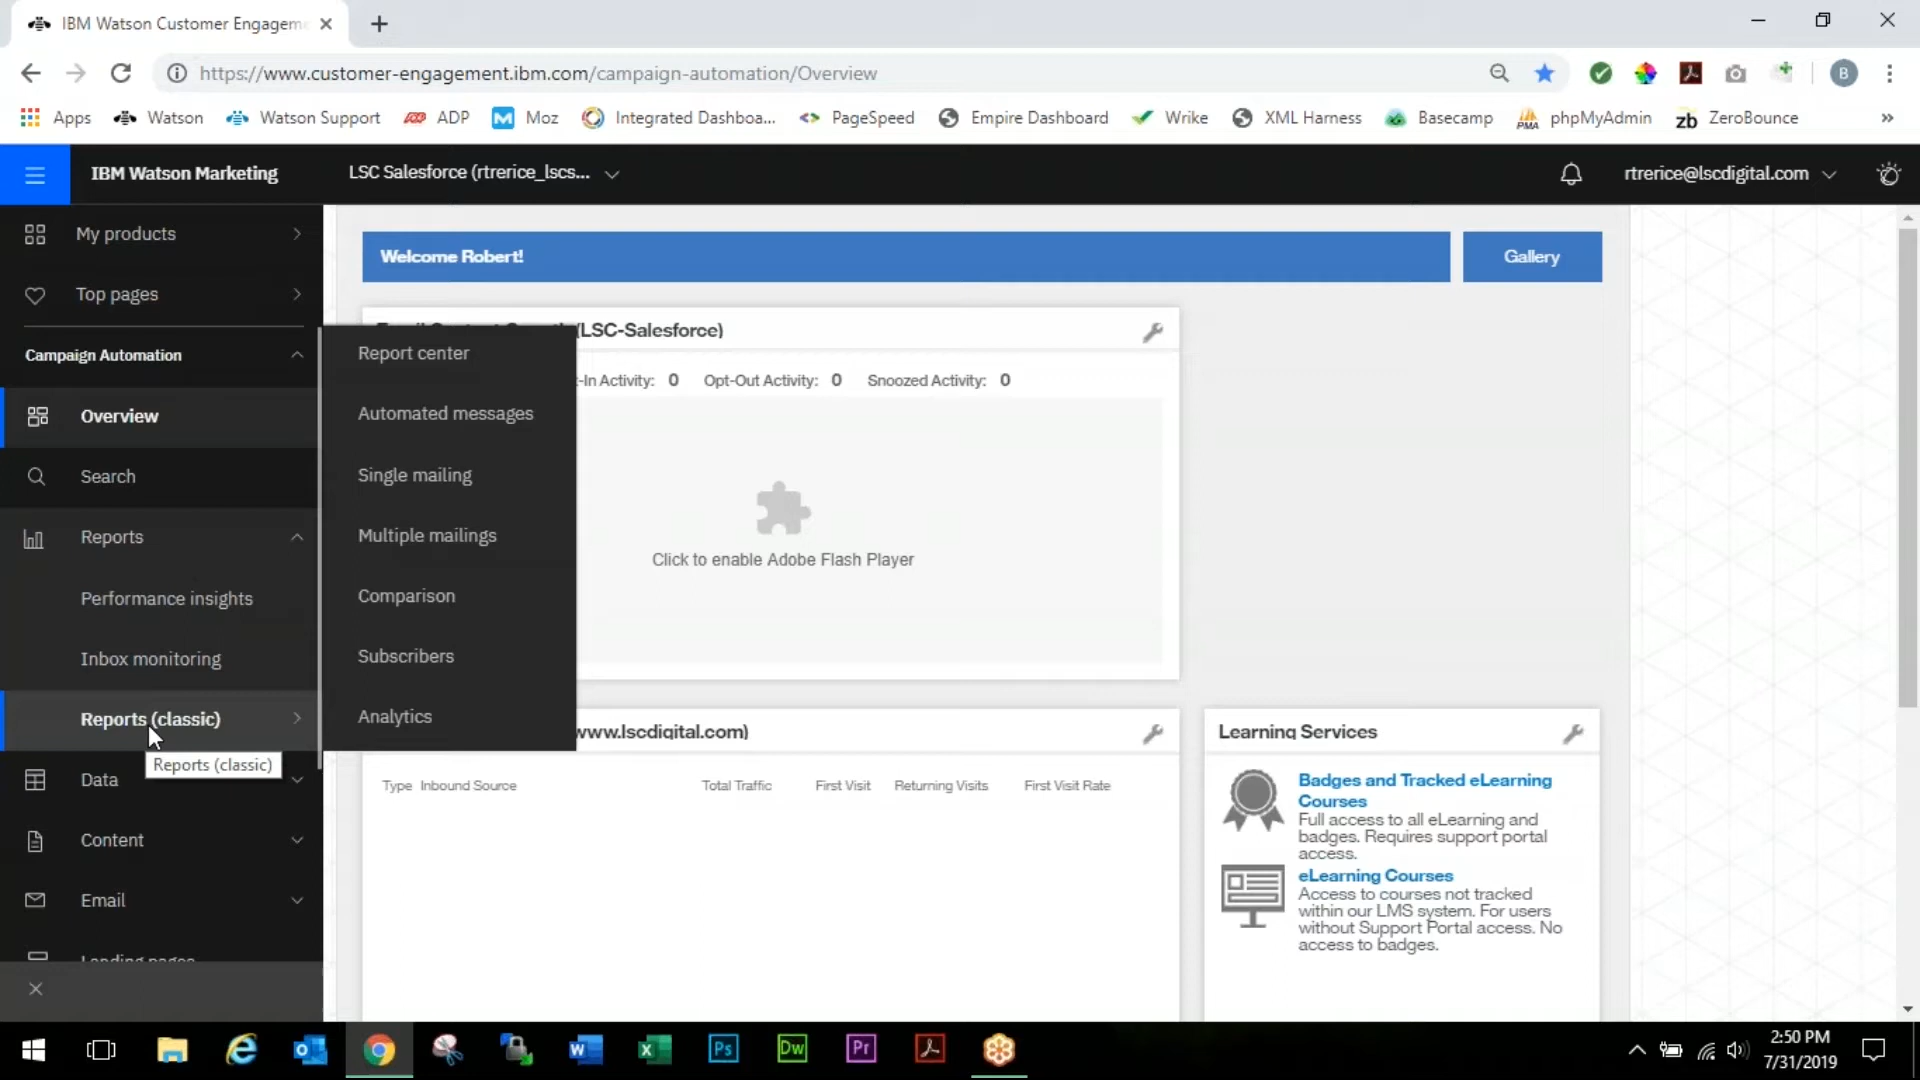 IBM Watson Customer Engagem
https://www.customer-engagement.ibm.com/campaign-automation/Overview
B
Apps
Watson
Watson Support
ADP
Moz
Integrated Dashboa...
PageSpeed
Empire Dashboard
Wrike
XML Harness
Basecamp
phpMyAdmin
zb ZeroBounce
»
IBM Watson Marketing
LSC Salesforce (rtrerice_lscs...
rtrerice@lscdigital.com
My products
Top pages
Campaign Automation
Overview
Search
Reports
Performance insights
Inbox monitoring
Reports (classic)
Reports (classic)
Data
Content
Email
Landing pages
Report center
Automated messages
Single mailing
Multiple mailings
Comparison
Subscribers
Analytics
Welcome Robert!
Gallery
(LSC-Salesforce)
t-In Activity: 0 Opt-Out Activity: 0 Snoozed Activity: 0
Click to enable Adobe Flash Player
www.lscdigital.com)
Type Inbound Source Total Traffic First Visit Returning Visits First Visit Rate
Learning Services
Badges and Tracked eLearning
Courses
Full access to all eLearning and
badges. Requires support portal
access.
eLearning Courses
Access to courses not tracked
within our LMS system. For users
without Support Portal access. No
access to badges.
Ps
Dw
Pr
2:50 PM
7/31/2019